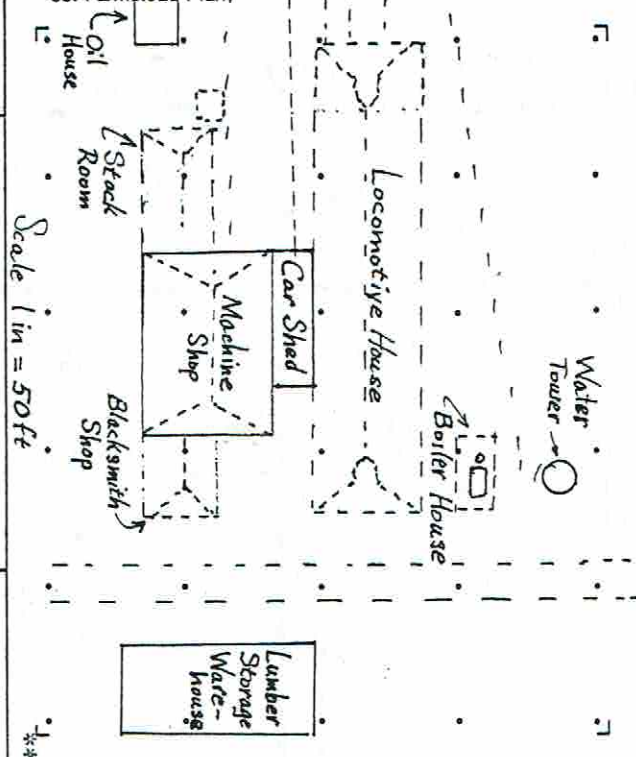 Oil
House
Stock
Room
Locomotive House
Car Shed
Machine
Shop
Blacksmith
Shop
Boiler House
Water
Tower
Lumber
Storage
Ware-
house
Scale 1 in = 50 ft
**